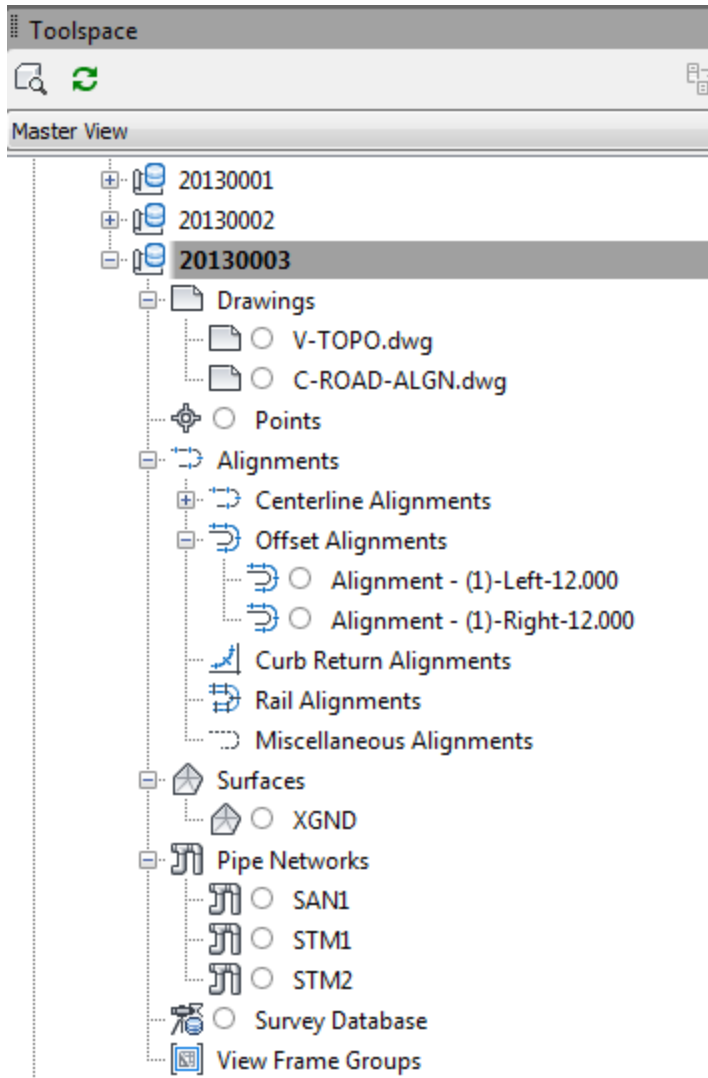 Toolspace
Master View
20130001
20130002
20130003
Drawings
V-TOPO.dwg
C-ROAD-ALGN.dwg
Points
Alignments
Centerline Alignments
Offset Alignments
Alignment - (1)-Left-12.000
Alignment - (1)-Right-12.000
Curb Return Alignments
Rail Alignments
Miscellaneous Alignments
Surfaces
XGND
Pipe Networks
SAN1
STM1
STM2
Survey Database
View Frame Groups